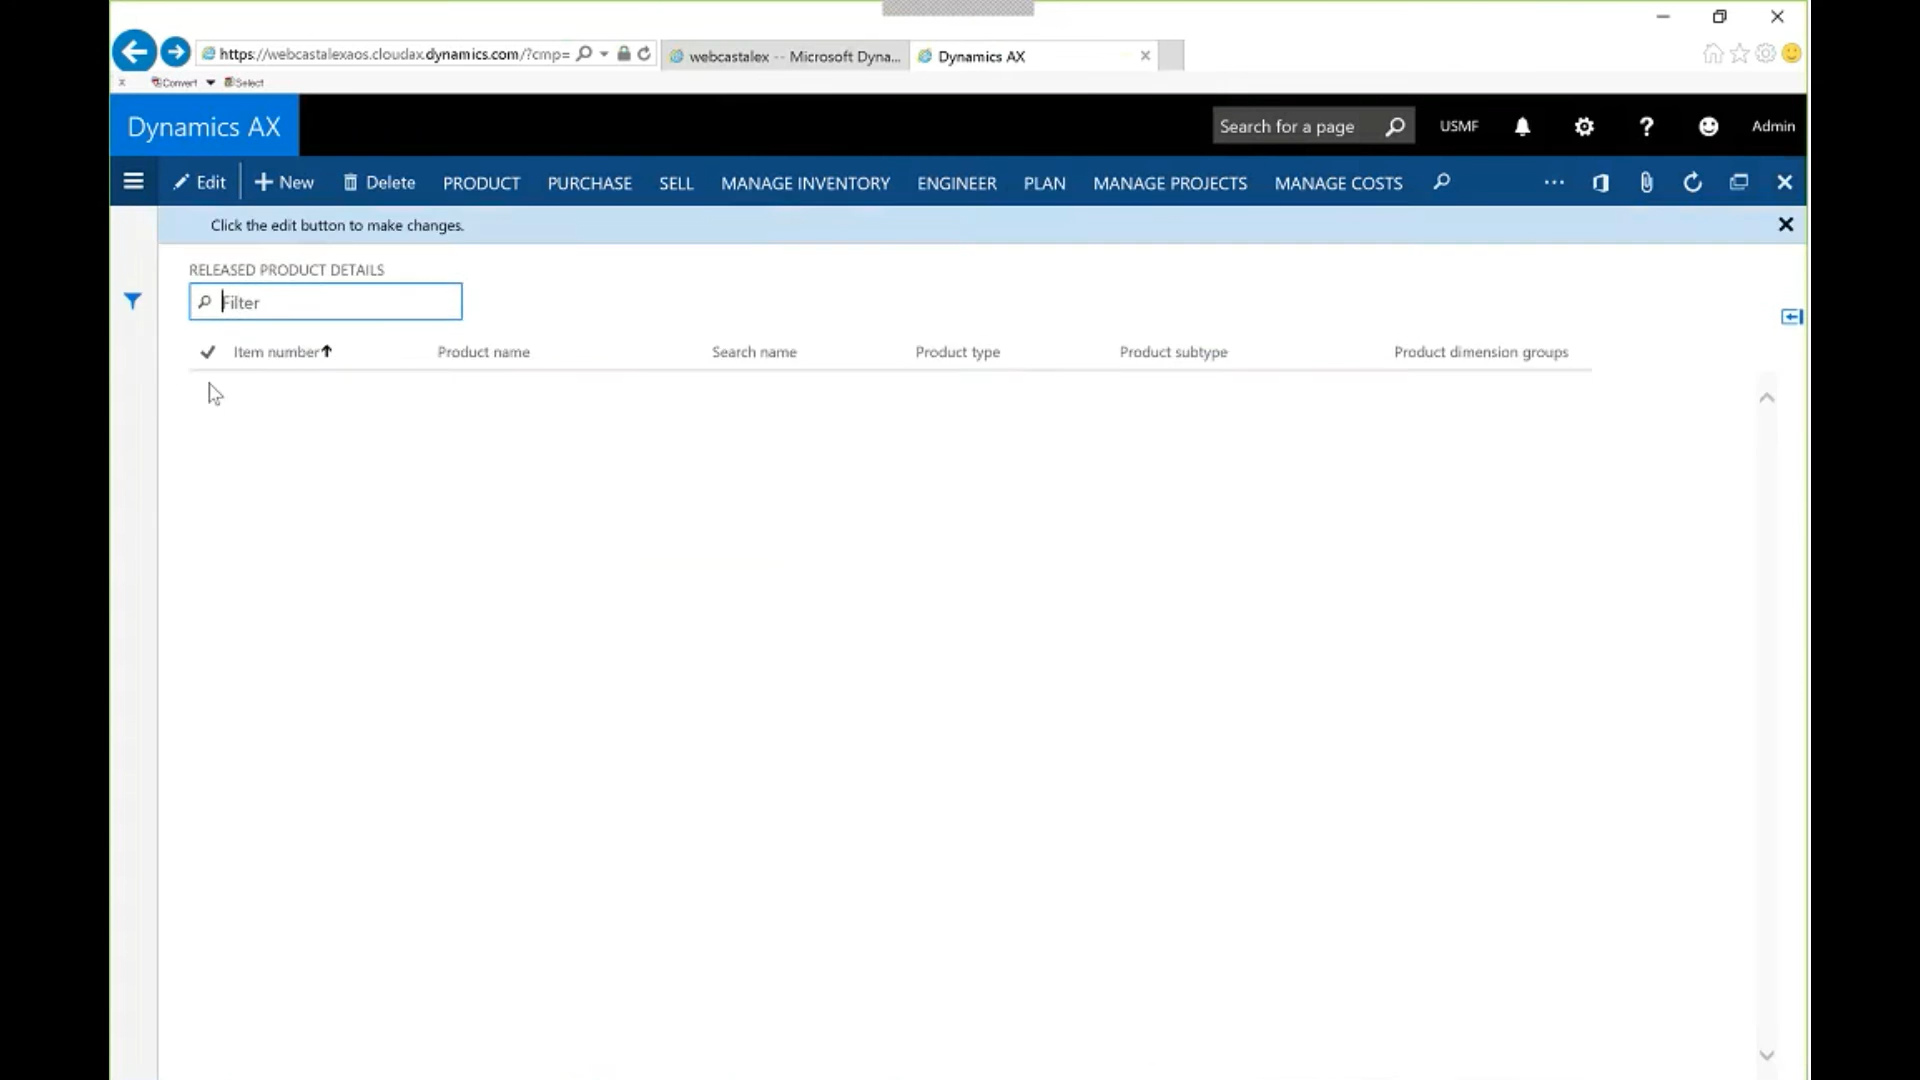 https://webcastalexaos.cloudax.dynamics.com/?cmp=
webcastalex -- Microsoft Dyna...
Dynamics AX
x Convert Select
Dynamics AX
Search for a page
USMF
?
Admin
Edit
+ New
Delete
PRODUCT
PURCHASE
SELL
MANAGE INVENTORY
ENGINEER
PLAN
MANAGE PROJECTS
MANAGE COSTS
...
Click the edit button to make changes.
RELEASED PRODUCT DETAILS
Filter
Item number
Product name
Search name
Product type
Product subtype
Product dimension groups